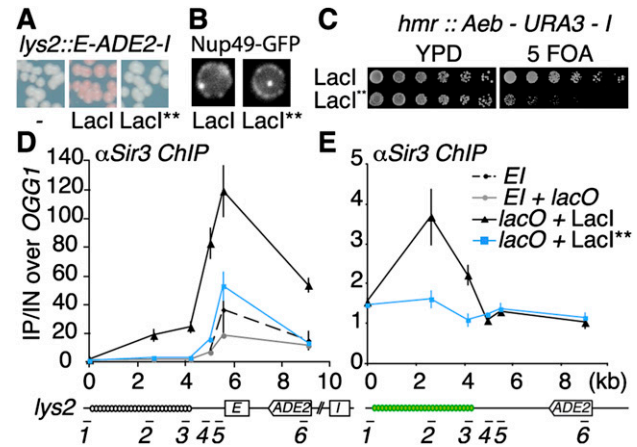 A
lys2::E-ADE2-I
- LacI LacI**
B
Nup49-GFP
LacI LacI**
C
hmr :: Aeb - URA3 - I
YPD 5 FOA
LacI
LacI**
D
αSir3 ChIP
IP/IN over OGG1
140
120
100
80
60
40
20
0
0 2 4 6 8 10
lys2
E ADE2 // I
1 2 3 4 5 6
E
αSir3 ChIP
EI
EI + lacO
lacO + LacI
lacO + LacI**
5
4
3
2
1
0
0 2 4 6 8 (kb)
ADE2
1 2 3 4 5 6